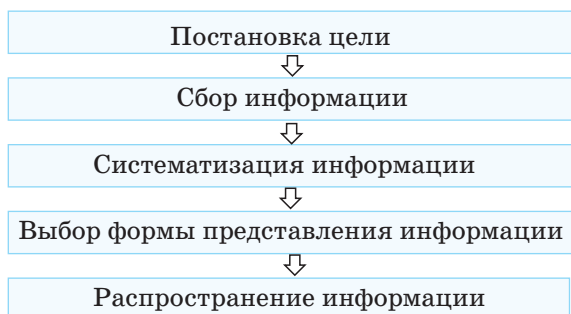 Постановка цели
Сбор информации
Систематизация информации
Выбор формы представления информации
Распространение информации